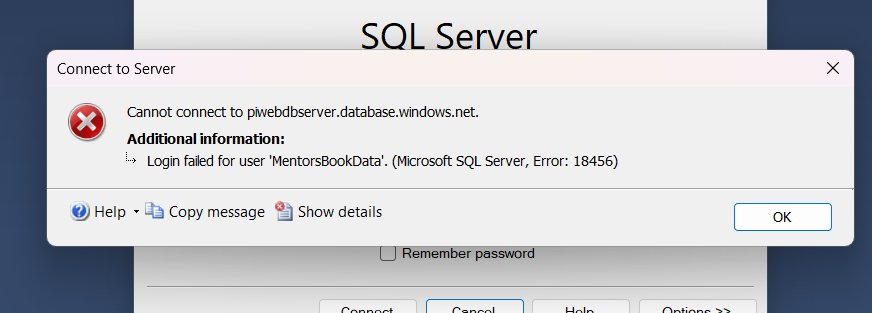 SQL Server
Connect to Server
Cannot connect to piwebdbserver.database.windows.net.
Additional information:
Login failed for user 'MentorsBookData'. (Microsoft SQL Server, Error: 18456)
Help Copy message Show details
OK
Remember password
Connect Cancel Help Options >>